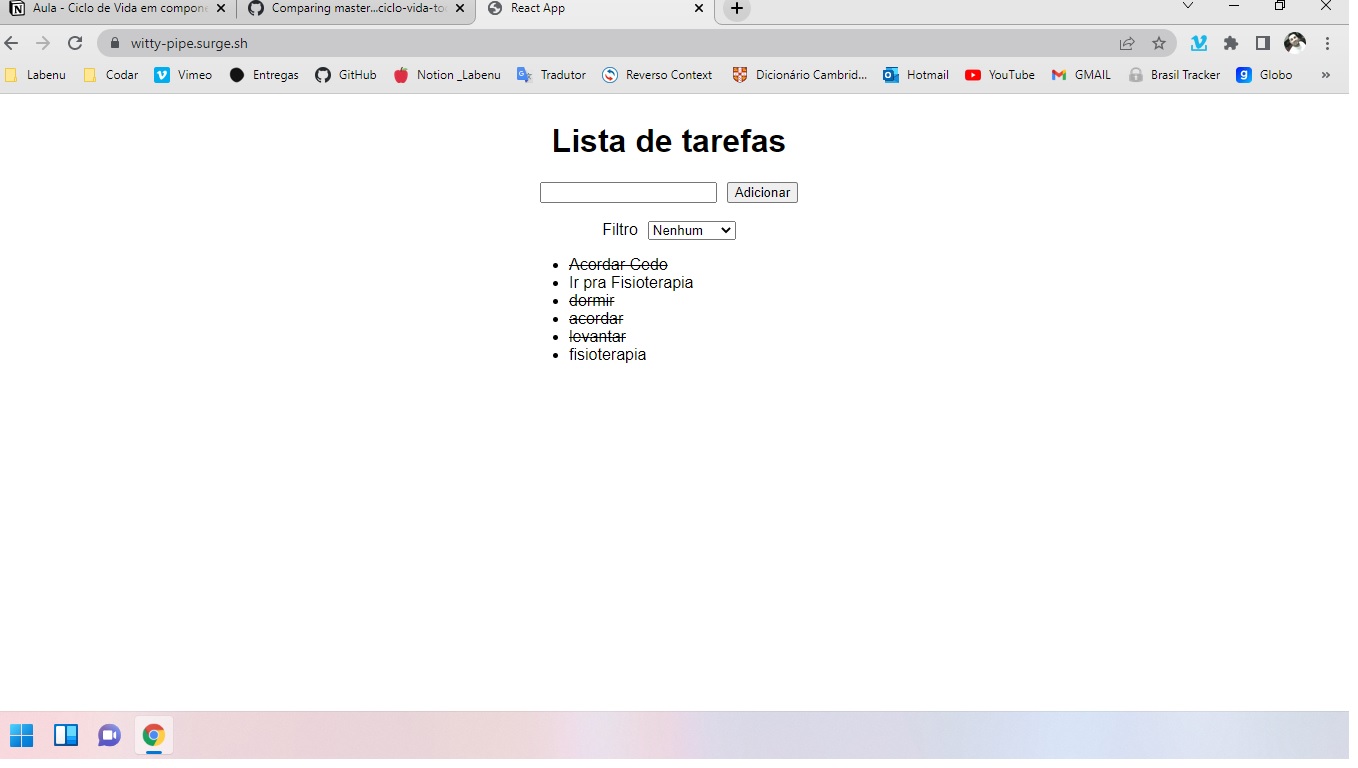 Aula - Ciclo de Vida em compone
Comparing master...ciclo-vida-to
React App
witty-pipe.surge.sh
Labenu Codar Vimeo Entregas GitHub Notion _Labenu Tradutor Reverso Context Dicionário Cambrid... Hotmail YouTube GMAIL Brasil Tracker Globo »
Lista de tarefas
Adicionar
Filtro Nenhum
Acordar Cedo
Ir pra Fisioterapia
dormir
acordar
levantar
fisioterapia